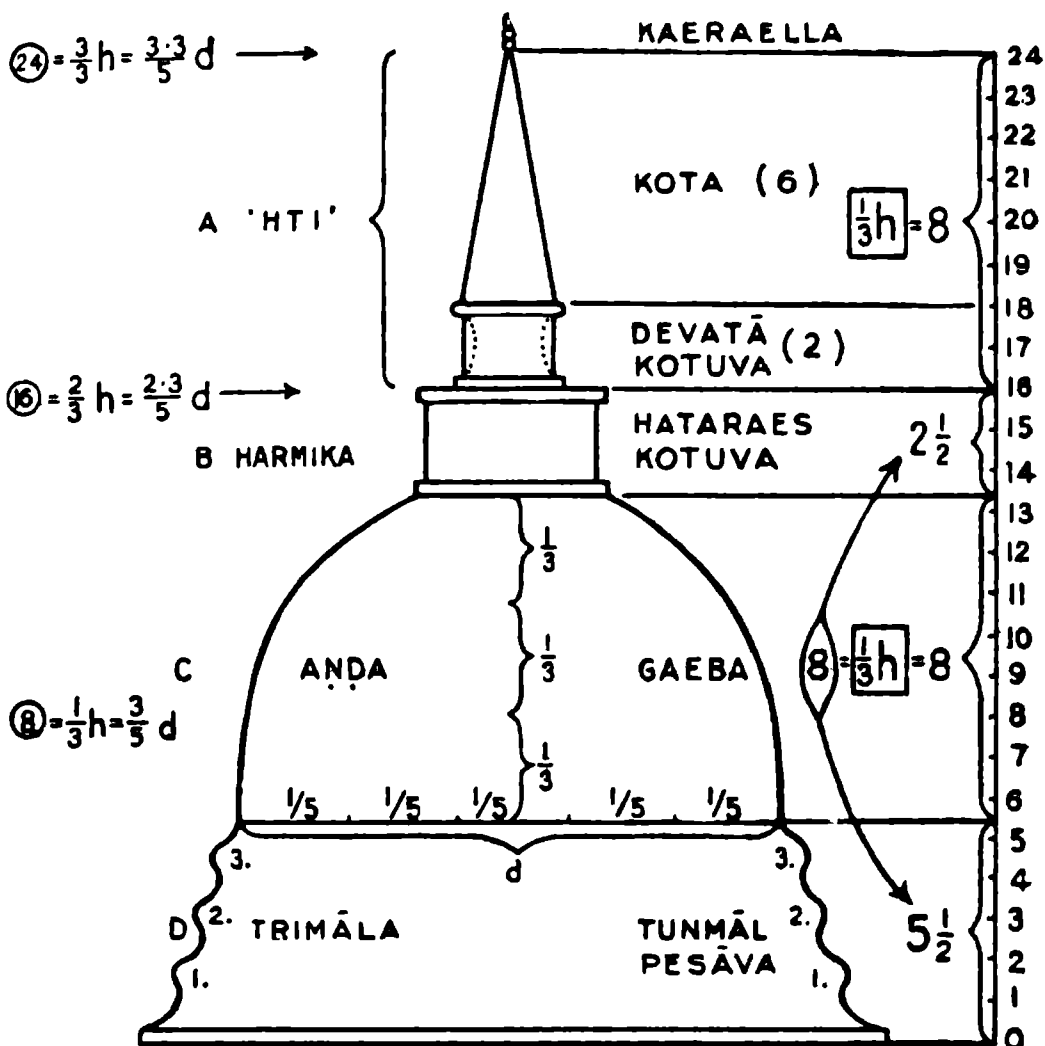 KAERAELLA
㉔ = 3/3 h = 3·3/5 d
24
23
22
KOTA (6)
21
A 'HTI'
1/3 h = 8
20
19
18
DEVATĀ
KOTUVA (2)
17
16
⑯ = 2/3 h = 2·3/5 d
HATARAES
KOTUVA
15
2 1/2
B HARMIKA
14
13
1/3
12
11
10
1/3
C
AṆḌA
GAEBA
8 = 1/3 h = 8
9
⑧ = 1/3 h = 3/5 d
8
1/3
7
1/5 1/5 1/5 1/5 1/5
6
5
3.
d
3.
4
2.
2.
3
D TRIMĀLA
TUNMĀL
PESĀVA
5 1/2
2
1.
1.
1
0